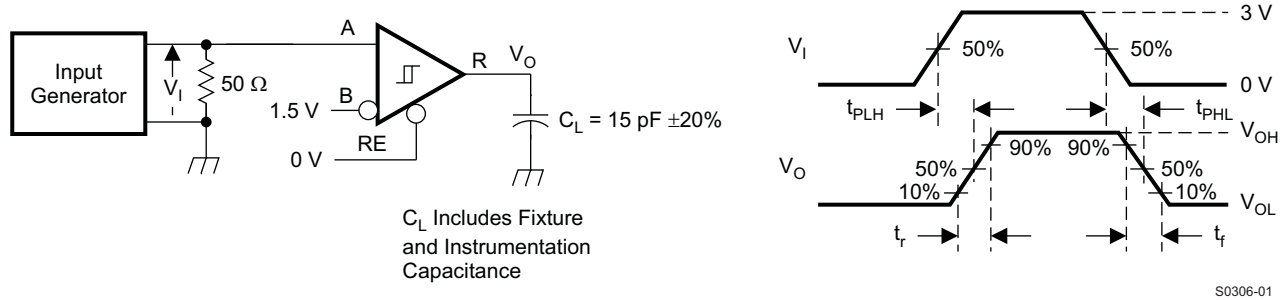 Input
Generator
V_I
50 Ω
A
1.5 V
B
0 V
RE
R
V_O
C_L = 15 pF ±20%
C_L Includes Fixture
and Instrumentation
Capacitance
V_I
50%
50%
3 V
0 V
t_PLH
t_PHL
V_O
90%
90%
50%
50%
10%
10%
V_OH
V_OL
t_r
t_f
S0306-01